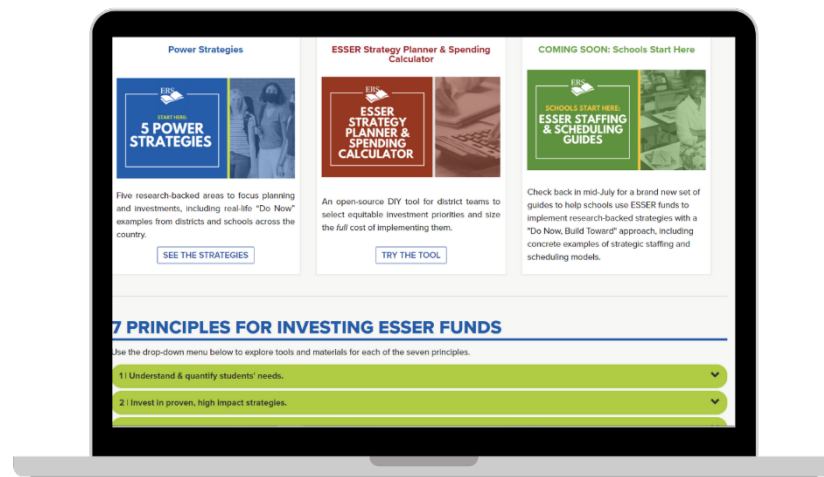 Power Strategies
ERS
START HERE:
5 POWER
STRATEGIES
Five research-backed areas to focus planning
and investments, including real-life "Do Now"
examples from districts and schools across the
country.
SEE THE STRATEGIES
ESSER Strategy Planner & Spending
Calculator
ERS
ESSER
STRATEGY
PLANNER &
SPENDING
CALCULATOR
An open-source DIY tool for district teams to
select equitable investment priorities and size
the full cost of implementing them.
TRY THE TOOL
COMING SOON: Schools Start Here
ERS
SCHOOLS START HERE:
ESSER STAFFING
& SCHEDULING
GUIDES
Check back in mid-July for a brand new set of
guides to help schools use ESSER funds to
implement research-backed strategies with a
"Do Now, Build Toward" approach, including
concrete examples of strategic staffing and
scheduling models.
7 PRINCIPLES FOR INVESTING ESSER FUNDS
Use the drop-down menu below to explore tools and materials for each of the seven principles.
1 | Understand & quantify students' needs.
2 | Invest in proven, high impact strategies.